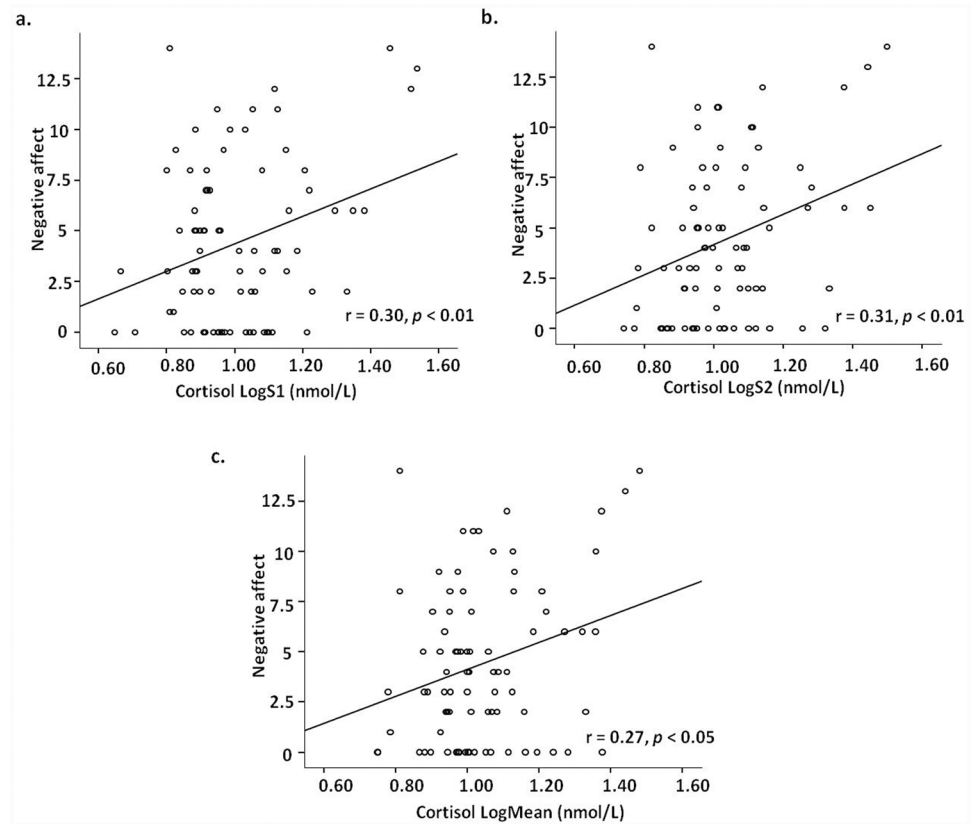 a.
Negative affect
12.5
10
7.5
5
2.5
0
r = 0.30, p < 0.01
0.60 0.80 1.00 1.20 1.40 1.60
Cortisol LogS1 (nmol/L)
b.
Negative affect
12.5
10
7.5
5
2.5
0
r = 0.31, p < 0.01
0.60 0.80 1.00 1.20 1.40 1.60
Cortisol LogS2 (nmol/L)
c.
Negative affect
12.5
10
7.5
5
2.5
0
r = 0.27, p < 0.05
0.60 0.80 1.00 1.20 1.40 1.60
Cortisol LogMean (nmol/L)